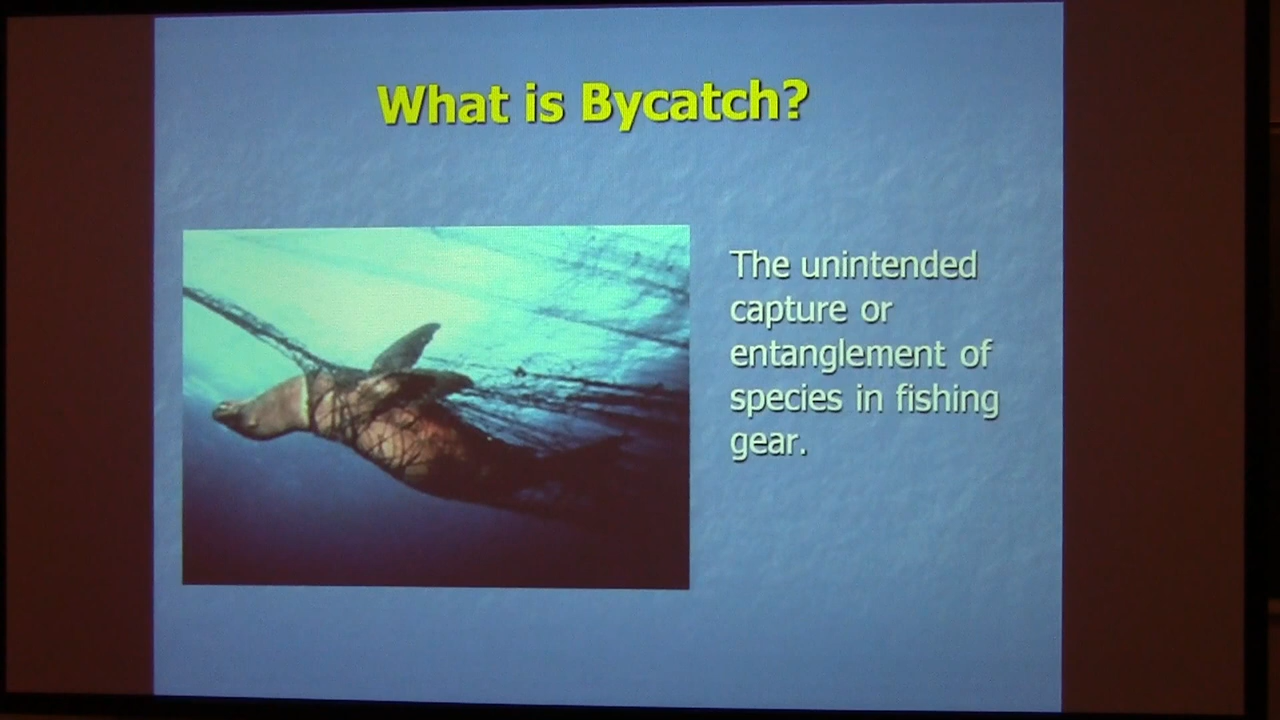 What is Bycatch?
The unintended
capture or
entanglement of
species in fishing
gear.